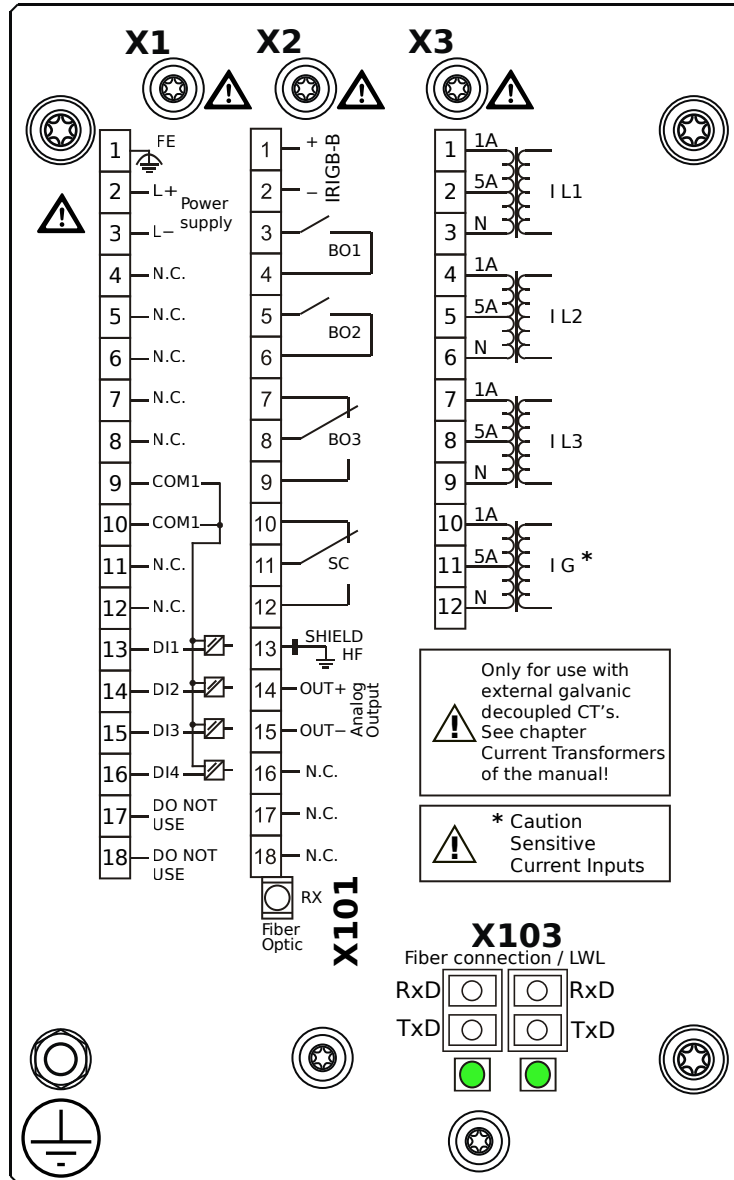 X1
X2
X3
1 FE
2 L+ Power
3 L− supply
4 N.C.
5 N.C.
6 N.C.
7 N.C.
8 N.C.
9 COM1
10 COM1
11 N.C.
12 N.C.
13 DI1
14 DI2
15 DI3
16 DI4
17 DO NOT
USE
18 DO NOT
USE
1 +
2 −
IRIGB-B
3
BO1
4
5
BO2
6
7
8 BO3
9
10
11 SC
12
13 SHIELD
HF
14 OUT+
15 OUT−
Analog
Output
16 N.C.
17 N.C.
18 N.C.
RX
Fiber
Optic
X101
1 1A
2 5A I L1
3 N
4 1A
5 5A I L2
6 N
7 1A
8 5A I L3
9 N
10 1A
11 5A I G *
12 N
Only for use with
external galvanic
decoupled CT's.
See chapter
Current Transformers
of the manual!
* Caution
Sensitive
Current Inputs
X103
Fiber connection / LWL
RxD RxD
TxD TxD